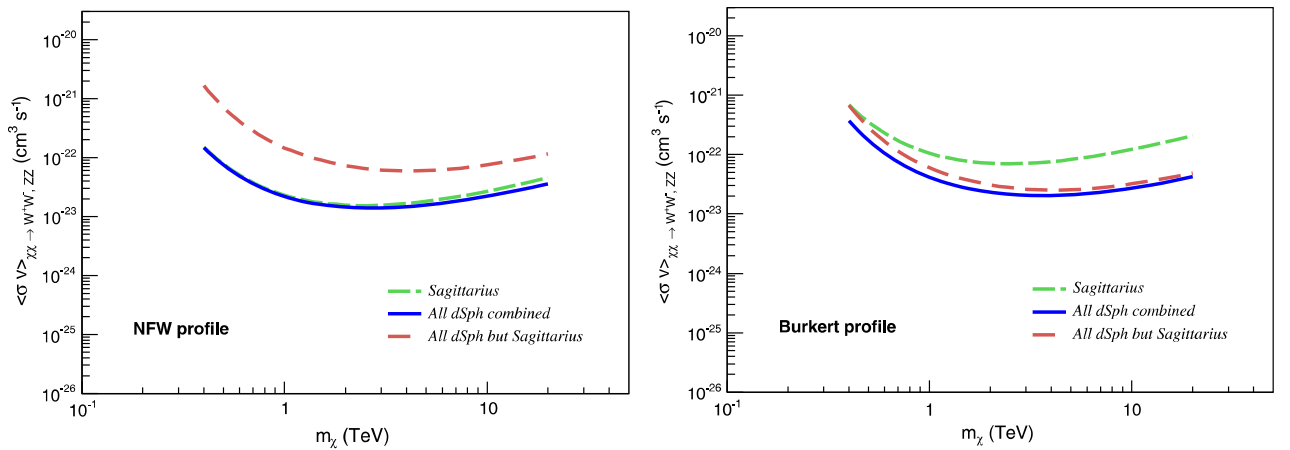 10⁻²⁰
10⁻²¹
10⁻²²
10⁻²³
10⁻²⁴
10⁻²⁵
10⁻²⁶
<σ v>χχ → W⁺W⁻, ZZ (cm³ s⁻¹)
Sagittarius
All dSph combined
All dSph but Sagittarius
NFW profile
10⁻¹ 1 10
mχ (TeV)
10⁻²⁰
10⁻²¹
10⁻²²
10⁻²³
10⁻²⁴
10⁻²⁵
10⁻²⁶
<σ v>χχ → W⁺W⁻, ZZ (cm³ s⁻¹)
Sagittarius
All dSph combined
All dSph but Sagittarius
Burkert profile
10⁻¹ 1 10
mχ (TeV)